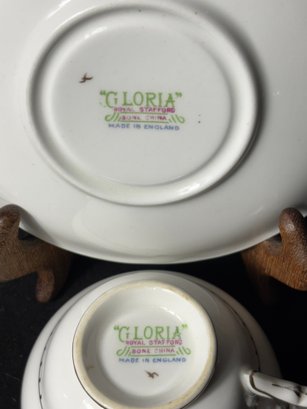 "GLORIA"
ROYAL STAFFORD
BONE CHINA
MADE IN ENGLAND
"GLORIA"
ROYAL STAFFORD
BONE CHINA
MADE IN ENGLAND